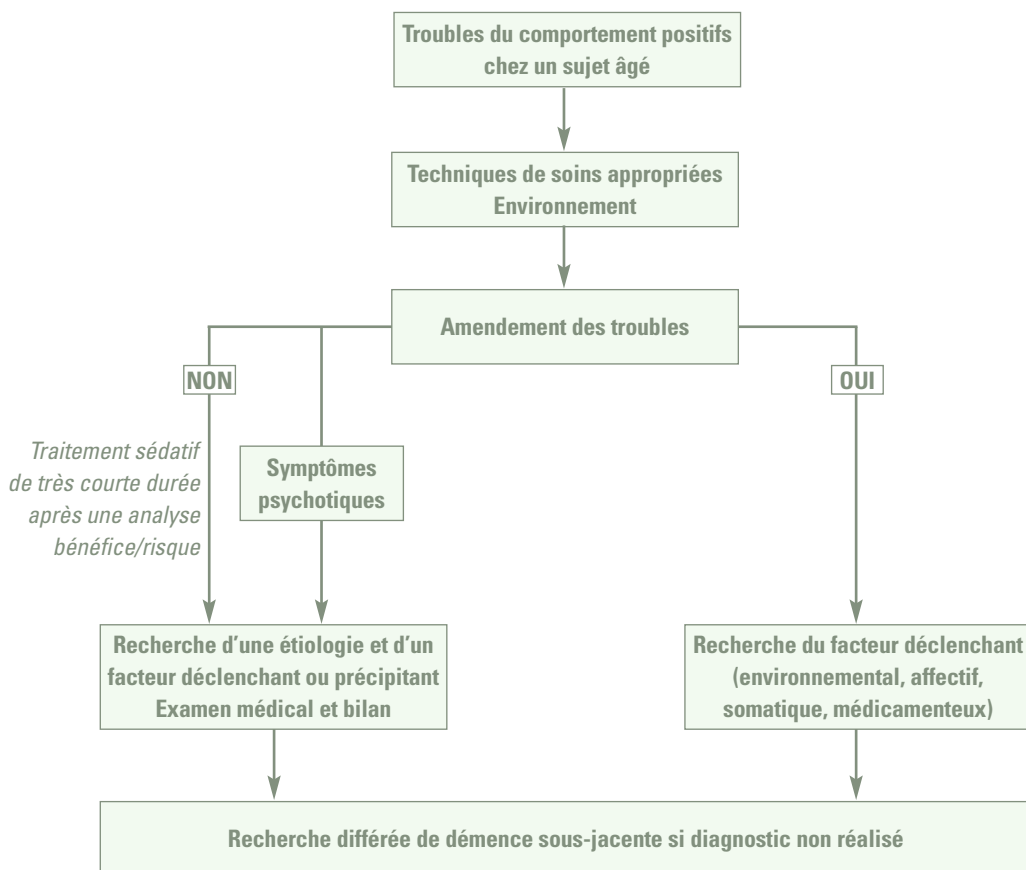 Troubles du comportement positifs
chez un sujet âgé
Techniques de soins appropriées
Environnement
Amendement des troubles
NON
OUI
Traitement sédatif
de très courte durée
après une analyse
bénéfice/risque
Symptômes
psychotiques
Recherche d’une étiologie et d’un
facteur déclenchant ou précipitant
Examen médical et bilan
Recherche du facteur déclenchant
(environnemental, affectif,
somatique, médicamenteux)
Recherche différée de démence sous-jacente si diagnostic non réalisé